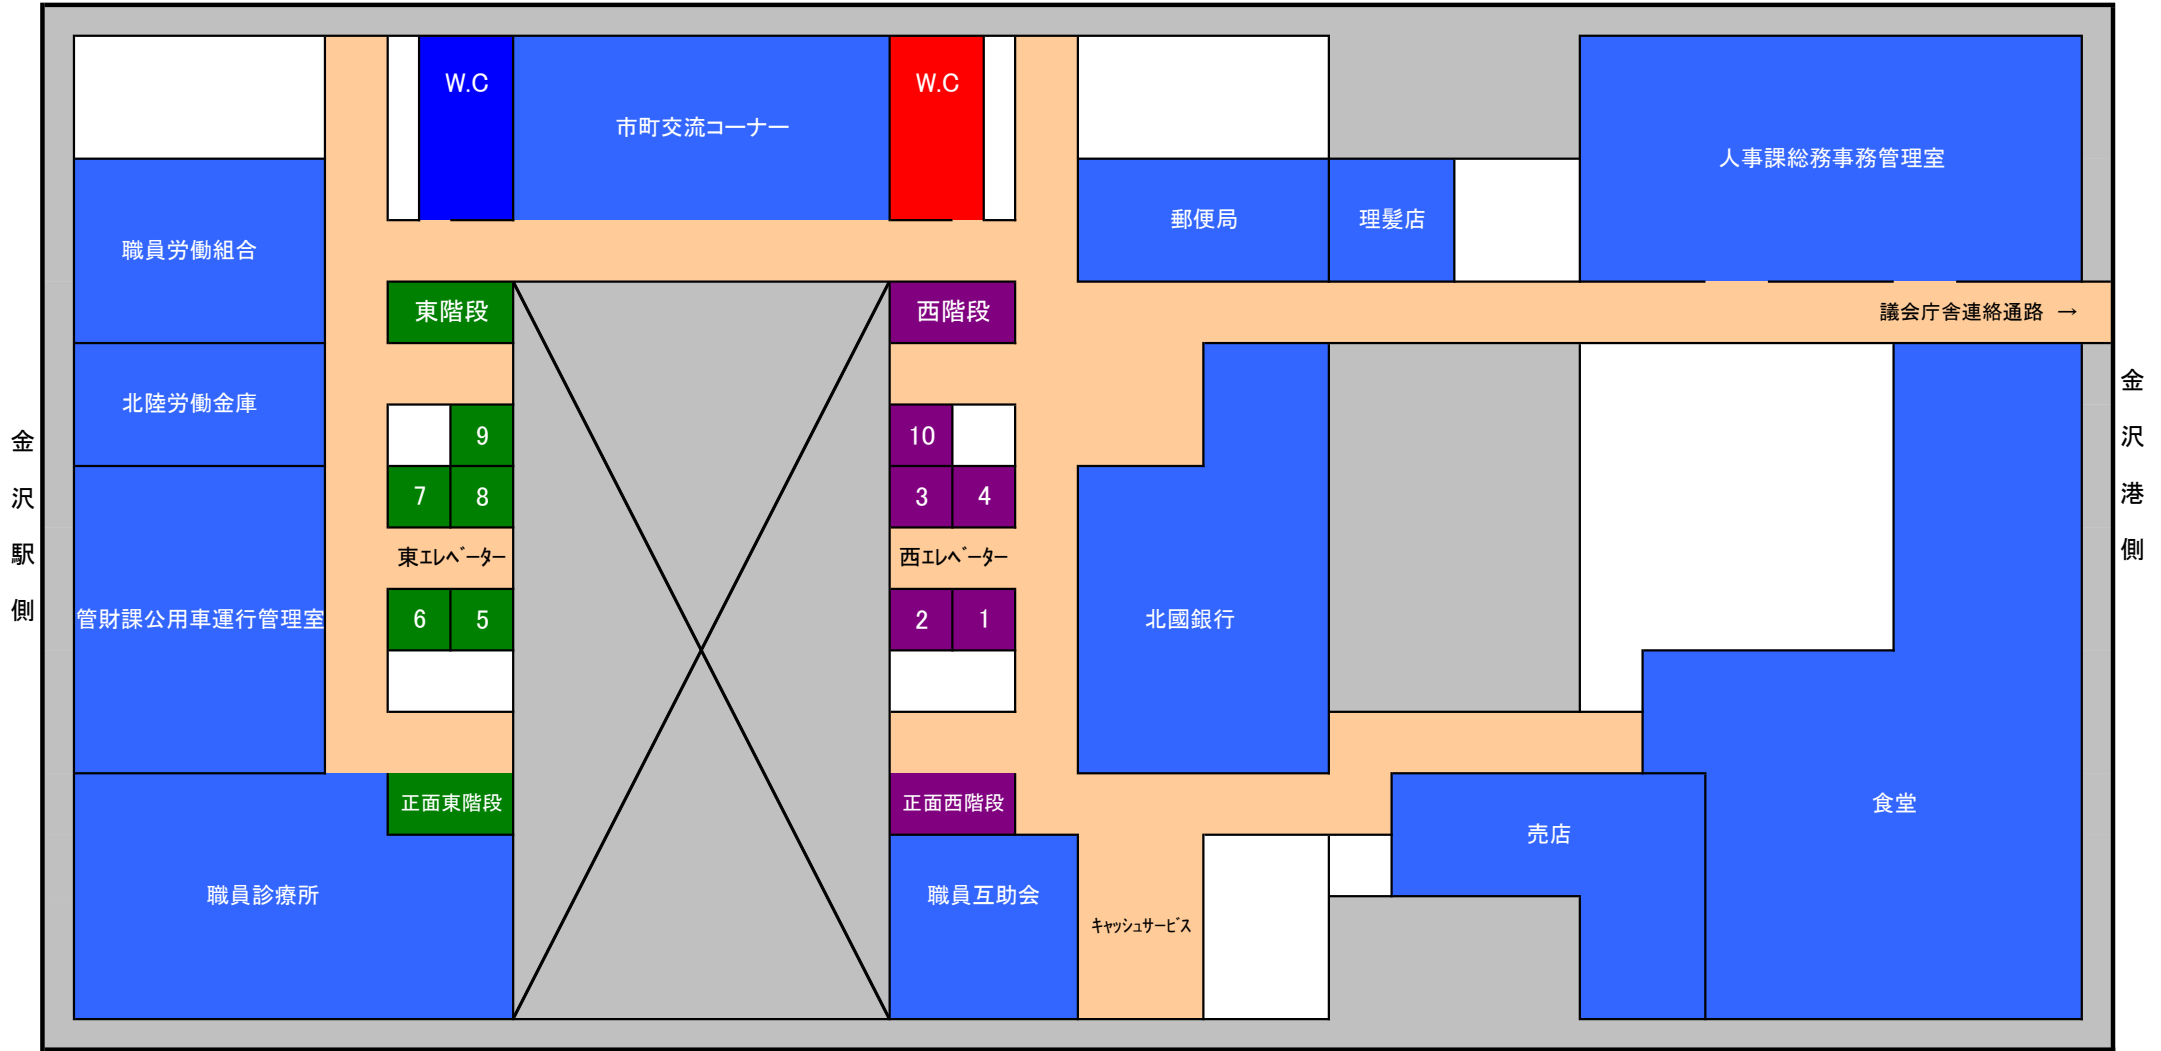 W.C
W.C
市町交流コーナー
人事課総務事務管理室
郵便局
理髪店
職員労働組合
東階段
西階段
議会庁舎連絡通路 →
北陸労働金庫
9
10
7
8
3
4
東エレベーター
西エレベーター
管財課公用車運行管理室
6
5
2
1
北國銀行
正面東階段
正面西階段
食堂
売店
職員診療所
職員互助会
キャッシュサービス
金沢駅側
金沢港側